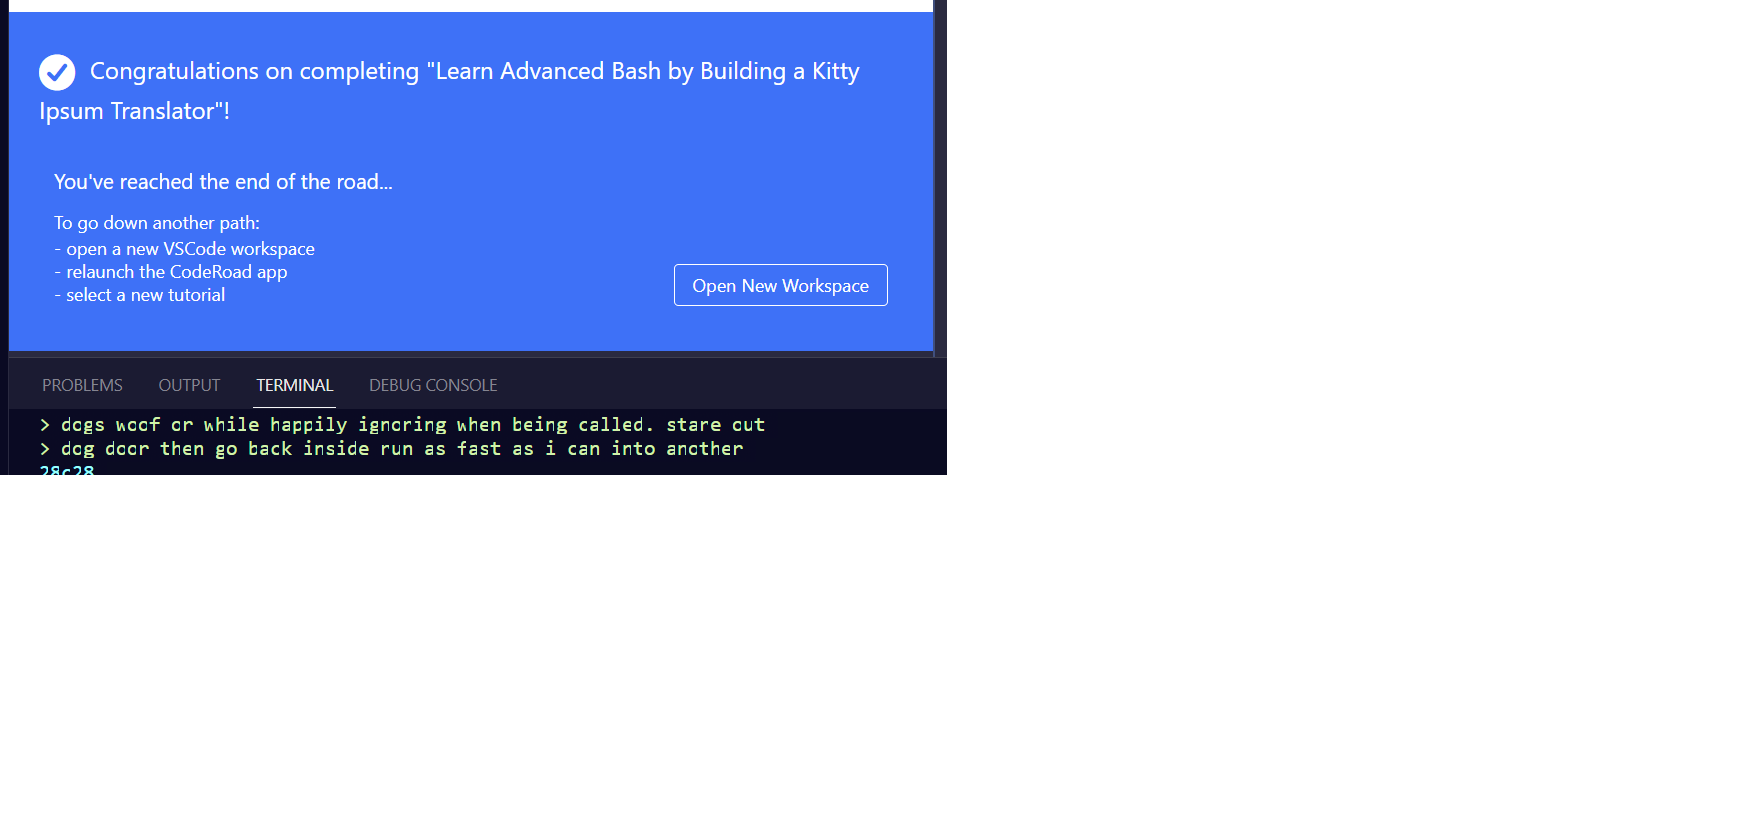 Congratulations on completing "Learn Advanced Bash by Building a Kitty
Ipsum Translator"!
You've reached the end of the road...
To go down another path:
- open a new VSCode workspace
- relaunch the CodeRoad app
- select a new tutorial
Open New Workspace
PROBLEMS OUTPUT TERMINAL DEBUG CONSOLE
> dogs woof or while happily ignoring when being called. stare out
> dog door then go back inside run as fast as i can into another
28c28